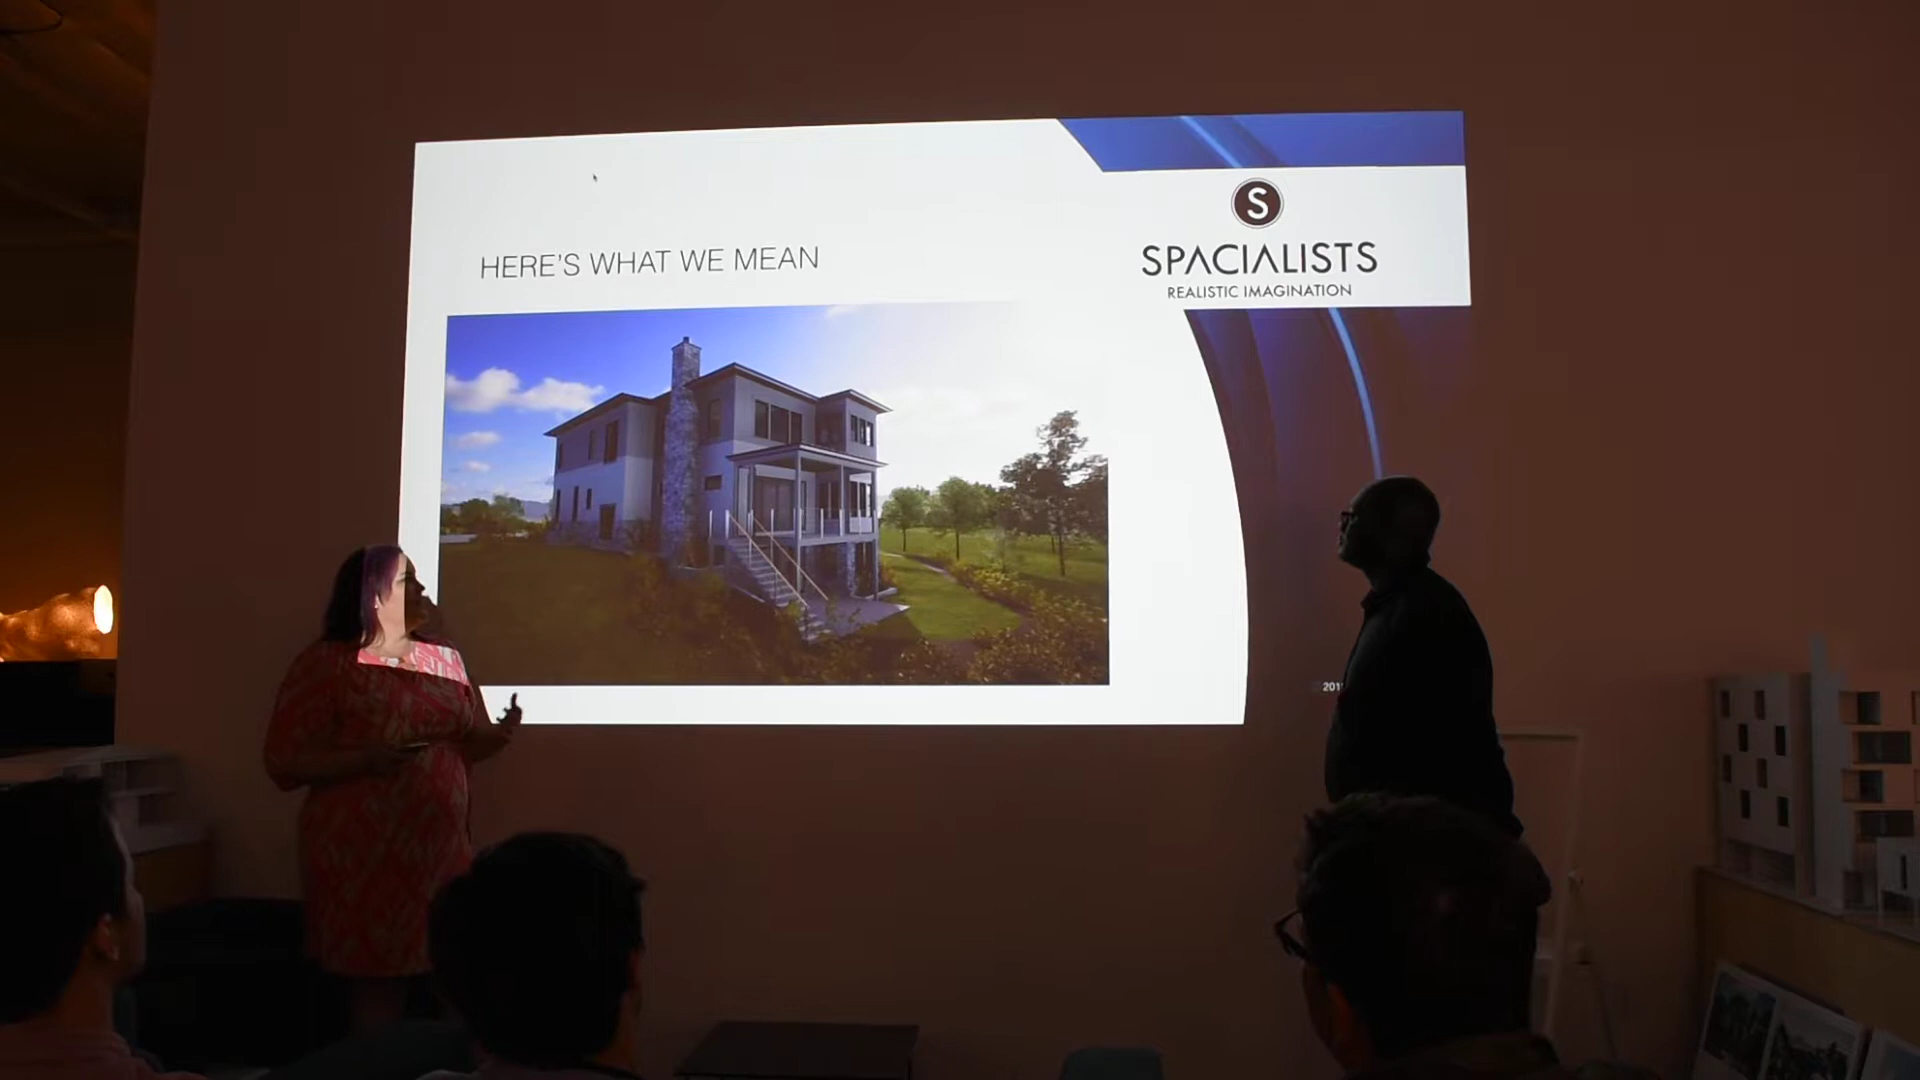 S
SPACIALISTS
REALISTIC IMAGINATION
HERE'S WHAT WE MEAN